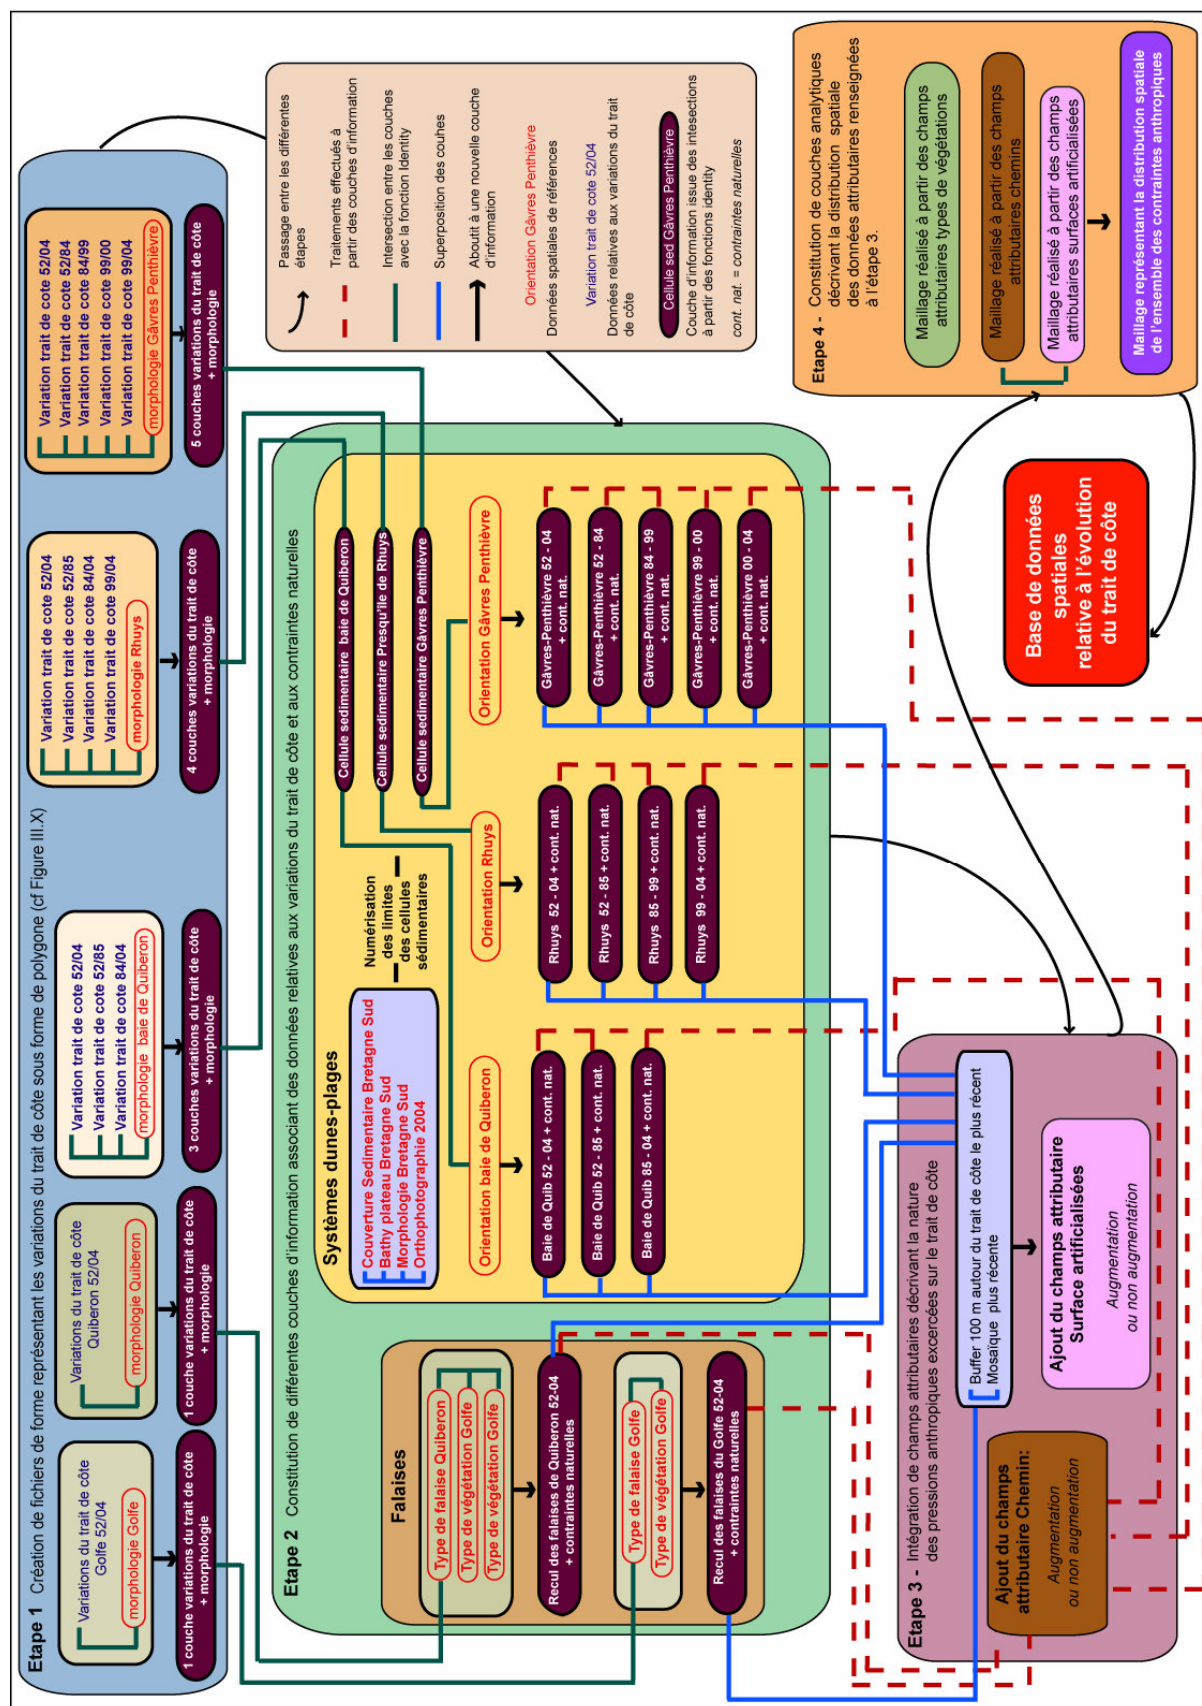 Etape 1 Création de fichiers de forme représentant les variations du trait de côte sous forme de polygone (cf Figure III.X)
Variations du trait de côte
Golfe 52/04
morphologie Golfe
1 couche variations du trait de côte
+ morphologie
Variations du trait de côte
Quiberon 52/04
morphologie Quiberon
1 couche variations du trait de côte
+ morphologie
Variation trait de cote 52/04
Variation trait de cote 52/85
Variation trait de cote 84/04
morphologie baie de Quiberon
3 couches variations du trait de côte
+ morphologie
Variation trait de cote 52/04
Variation trait de cote 52/85
Variation trait de cote 84/04
Variation trait de cote 99/04
morphologie Rhuys
4 couches variations du trait de côte
+ morphologie
Variation trait de cote 52/04
Variation trait de cote 52/84
Variation trait de cote 84/99
Variation trait de cote 99/00
Variation trait de cote 99/04
morphologie Gâvres Penthièvre
5 couches variations du trait de côte
+ morphologie
Passage entre les différentes
étapes
Traitements effectués à
partir des couches d'information
Intersection entre les couches
avec la fonction Identity
Superposition des couhes
Aboutit à une nouvelle couche
d'information
Orientation Gâvres Penthièvre
Données spatiales de références
Variation trait de cote 52/04
Données relatives aux variations du trait
de côte
Cellule sed Gâvres Penthièvre
Couche d'information issue des intesections
à partir des fonctions identity
cont. nat. = contraintes naturelles
Etape 2 Constitution de différentes couches d'information associant des données relatives aux variations du trait de côte et aux contraintes naturelles
Falaises
Type de falaise Quiberon
Type de végétation Golfe
Type de végétation Golfe
Recul des falaises de Quiberon 52-04
+ contraintes naturelles
Type de falaise Golfe
Type de végétation Golfe
Recul des falaises du Golfe 52-04
+ contraintes naturelles
Systèmes dunes-plages
Couverture Sedimentaire Bretagne Sud
Bathy plateau Bretagne Sud
Morphologie Bretagne Sud
Orthophotographie 2004
Numérisation
des limites
des cellules
sédimentaires
Cellule sedimentaire baie de Quiberon
Cellule sedimentaire Presqu'île de Rhuys
Cellule sedimentaire Gâvres Penthièvre
Orientation baie de Quiberon
Baie de Quib 52 - 04 + cont. nat.
Baie de Quib 52 - 85 + cont. nat.
Baie de Quib 85 - 04 + cont. nat.
Orientation Rhuys
Rhuys 52 - 04 + cont. nat.
Rhuys 52 - 85 + cont. nat.
Rhuys 85 - 99 + cont. nat.
Rhuys 99 - 04 + cont. nat.
Orientation Gâvres Penthièvre
Gâvres-Penthièvre 52 - 04
+ cont. nat.
Gâvres-Penthièvre 52 - 84
+ cont. nat.
Gâvres-Penthièvre 84 - 99
+ cont. nat.
Gâvres-Penthièvre 99 - 00
+ cont. nat.
Gâvres-Penthièvre 00 - 04
+ cont. nat.
Etape 3 - Intégration de champs attributaires décrivant la nature
des pressions anthropiques excercées sur le trait de côte
Buffer 100 m autour du trait de côte le plus récent
Mosaïque plus récente
Ajout du champs
attributaire Chemin:
Augmentation
ou non augmentation
Ajout du champs attributaire
Surface artificialisées
Augmentation
ou non augmentation
Etape 4 - Constitution de couches analytiques
décrivant la distribution spatiale
des données attributaires renseignées
à l'étape 3.
Maillage réalisé à partir des champs
attributaires types de végétations
Maillage réalisé à partir des champs
attributaires chemins
Maillage réalisé à partir des champs
attributaires surfaces artificialisées
Maillage représentant la distribution spatiale
de l'ensemble des contraintes anthropiques
Base de données
spatiales
relative à l'évolution
du trait de côte